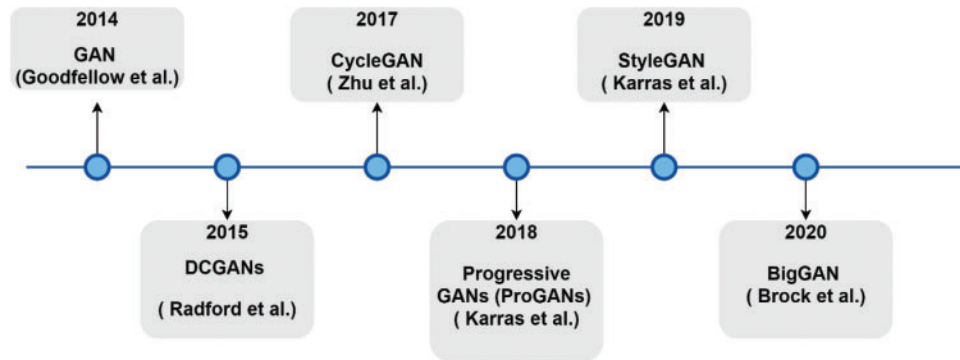 2014
GAN
(Goodfellow et al.)
2015
DCGANs
( Radford et al.)
2017
CycleGAN
( Zhu et al.)
2018
Progressive
GANs (ProGANs)
( Karras et al.)
2019
StyleGAN
( Karras et al.)
2020
BigGAN
( Brock et al.)